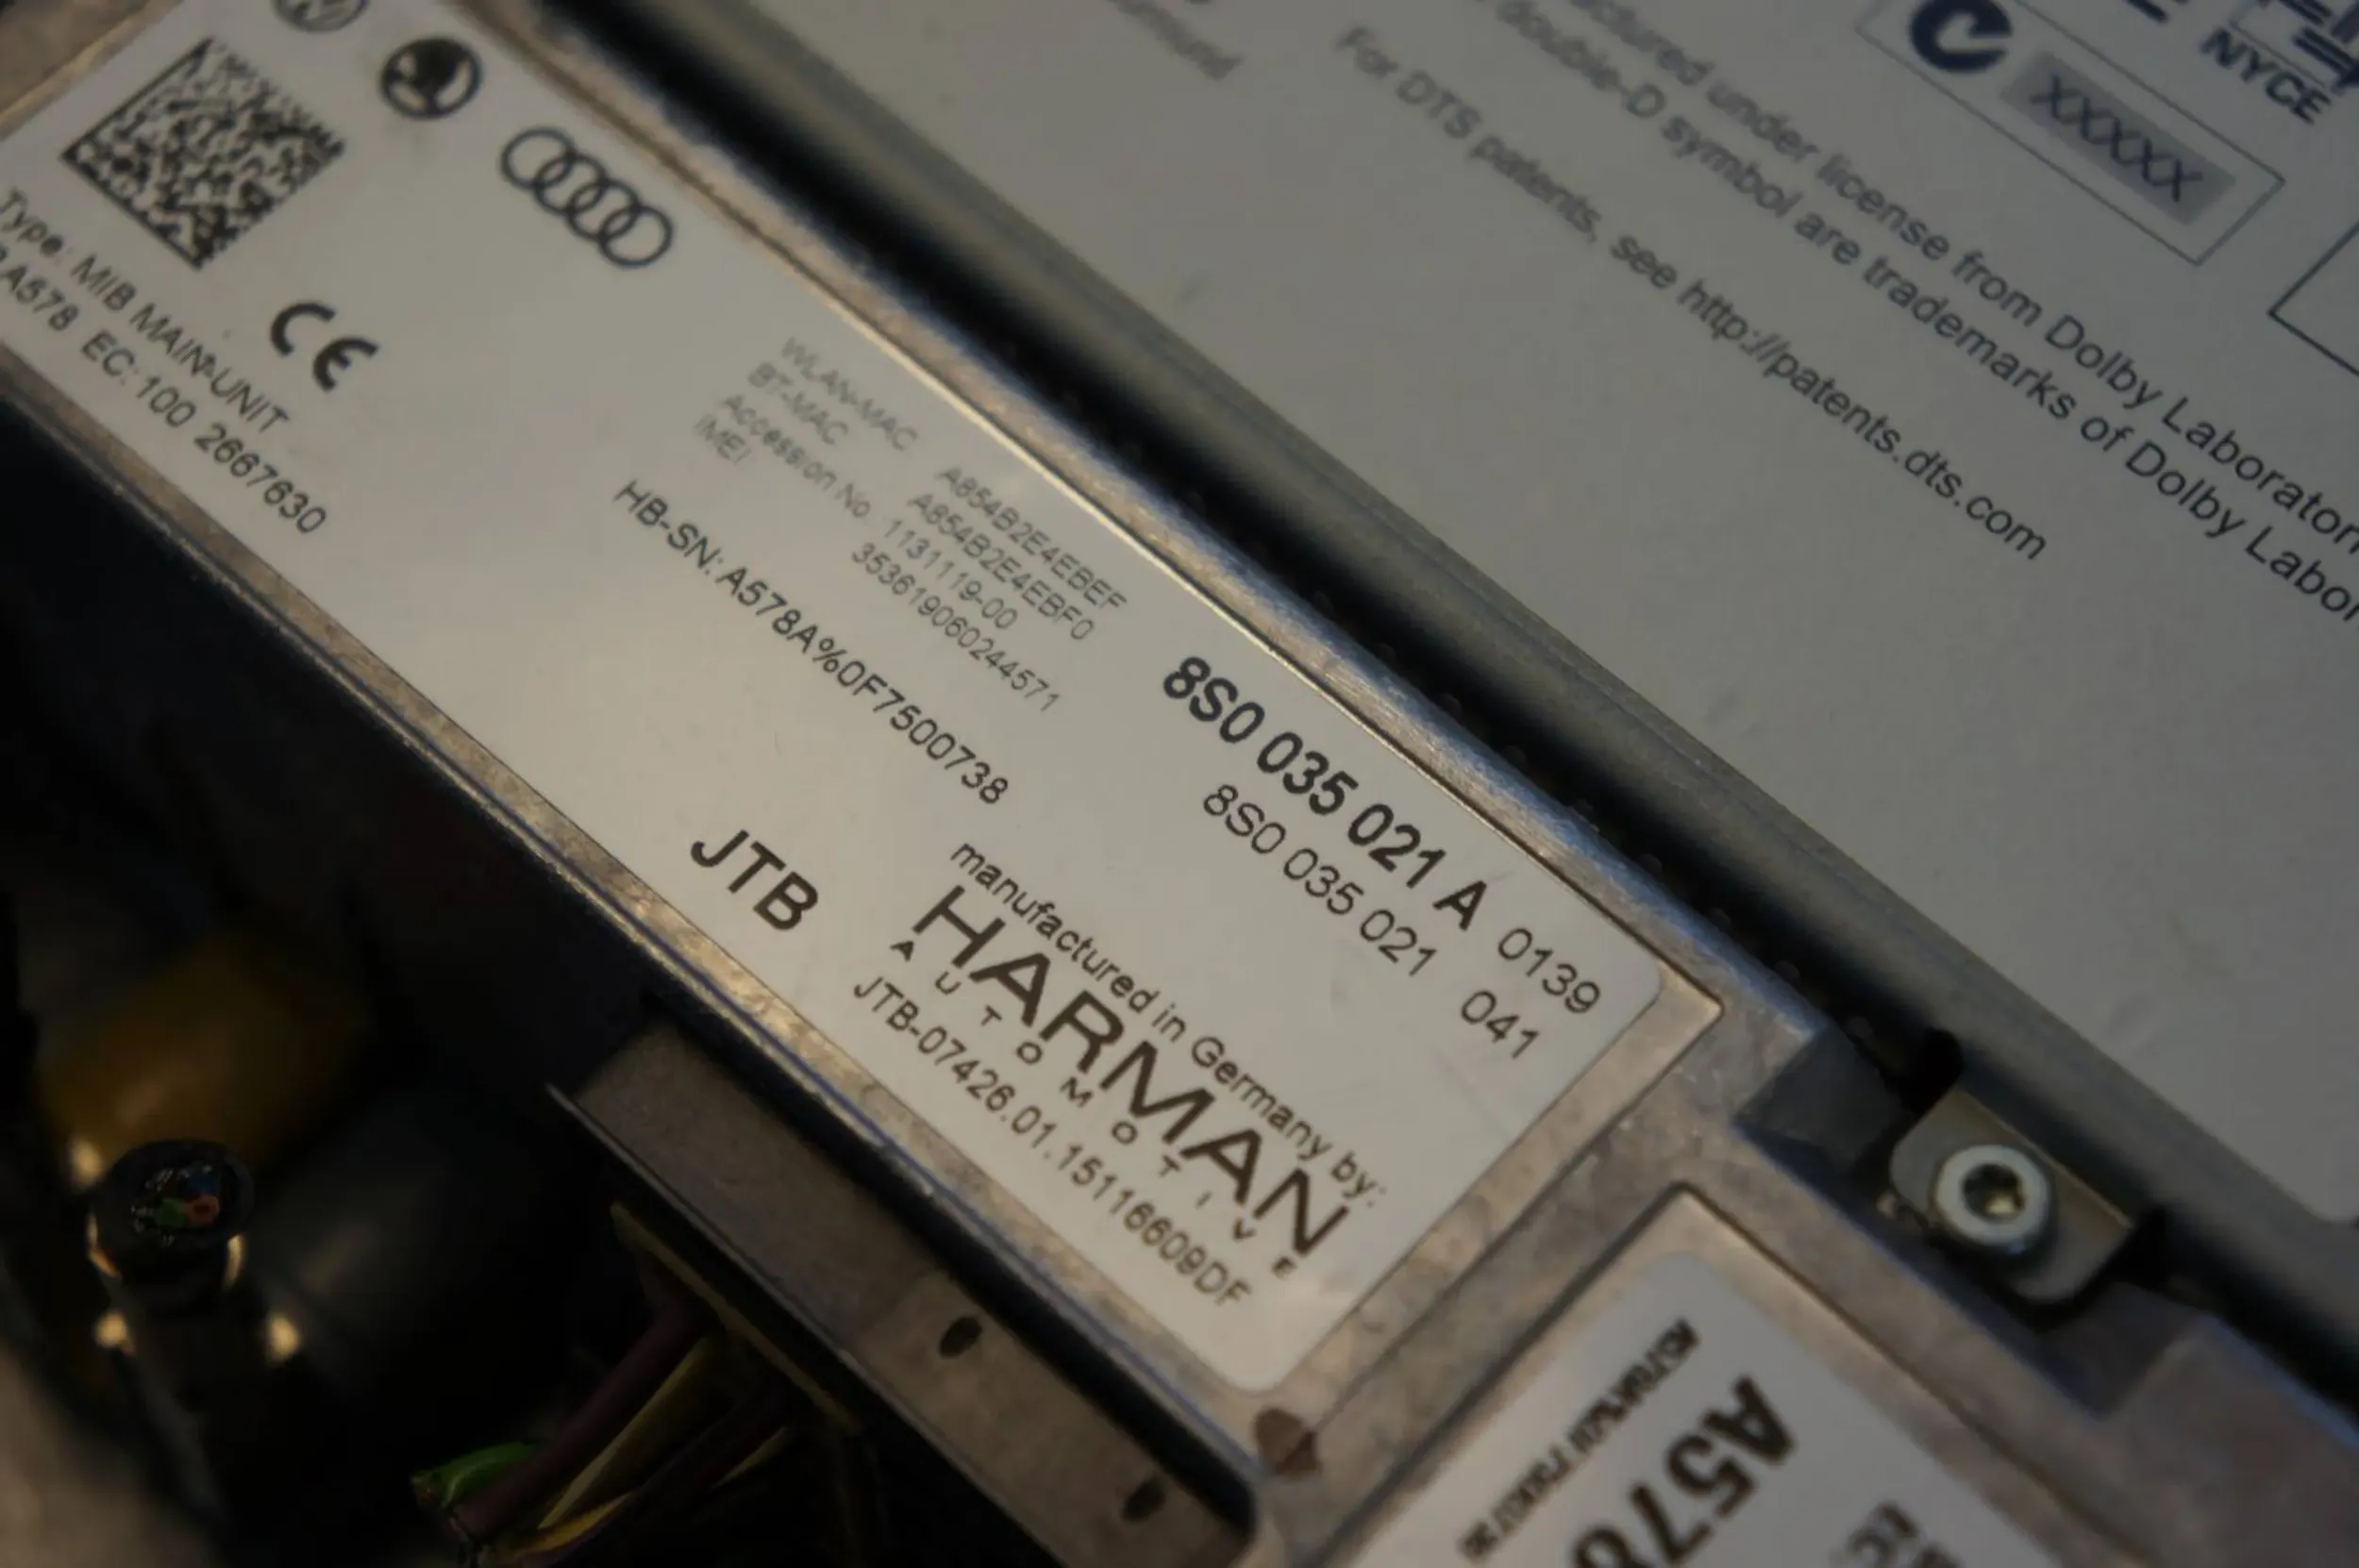 Type: MIB MAIN-UNIT
A578 EC: 100 2667630
CE
WLAN-MAC A854B2E4EBEF
BT-MAC A854B2E4EBF0
Accession No. 1131119-00
IMEI 353619060244571
HB-SN: A578A%0F7500738
8S0 035 021 A 0139
8S0 035 021 041
manufactured in Germany by:
HARMAN
AUTOMOTIVE
JTB
JTB-07426.01.15116609DF
NYCE
XXXXX
under license from Dolby
double-D symbol are trademarks of Dolby
For DTS patents, see http://patents.dts.com
A578